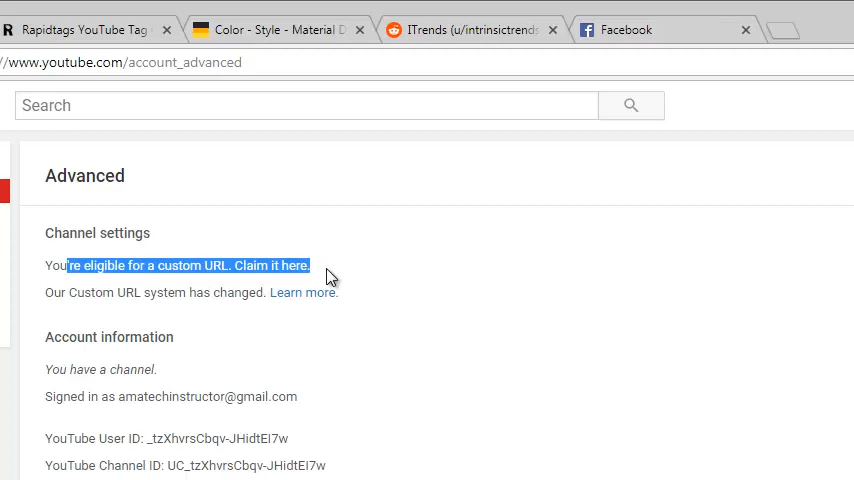 R Rapidtags YouTube Tag
Color - Style - Material D
ITrends (u/intrinsictrends
f Facebook
//www.youtube.com/account_advanced
Search
Advanced
Channel settings
You're eligible for a custom URL. Claim it here.
Our Custom URL system has changed. Learn more.
Account information
You have a channel.
Signed in as amatechinstructor@gmail.com
YouTube User ID: _tzXhvrsCbqv-JHidtEI7w
YouTube Channel ID: UC_tzXhvrsCbqv-JHidtEI7w